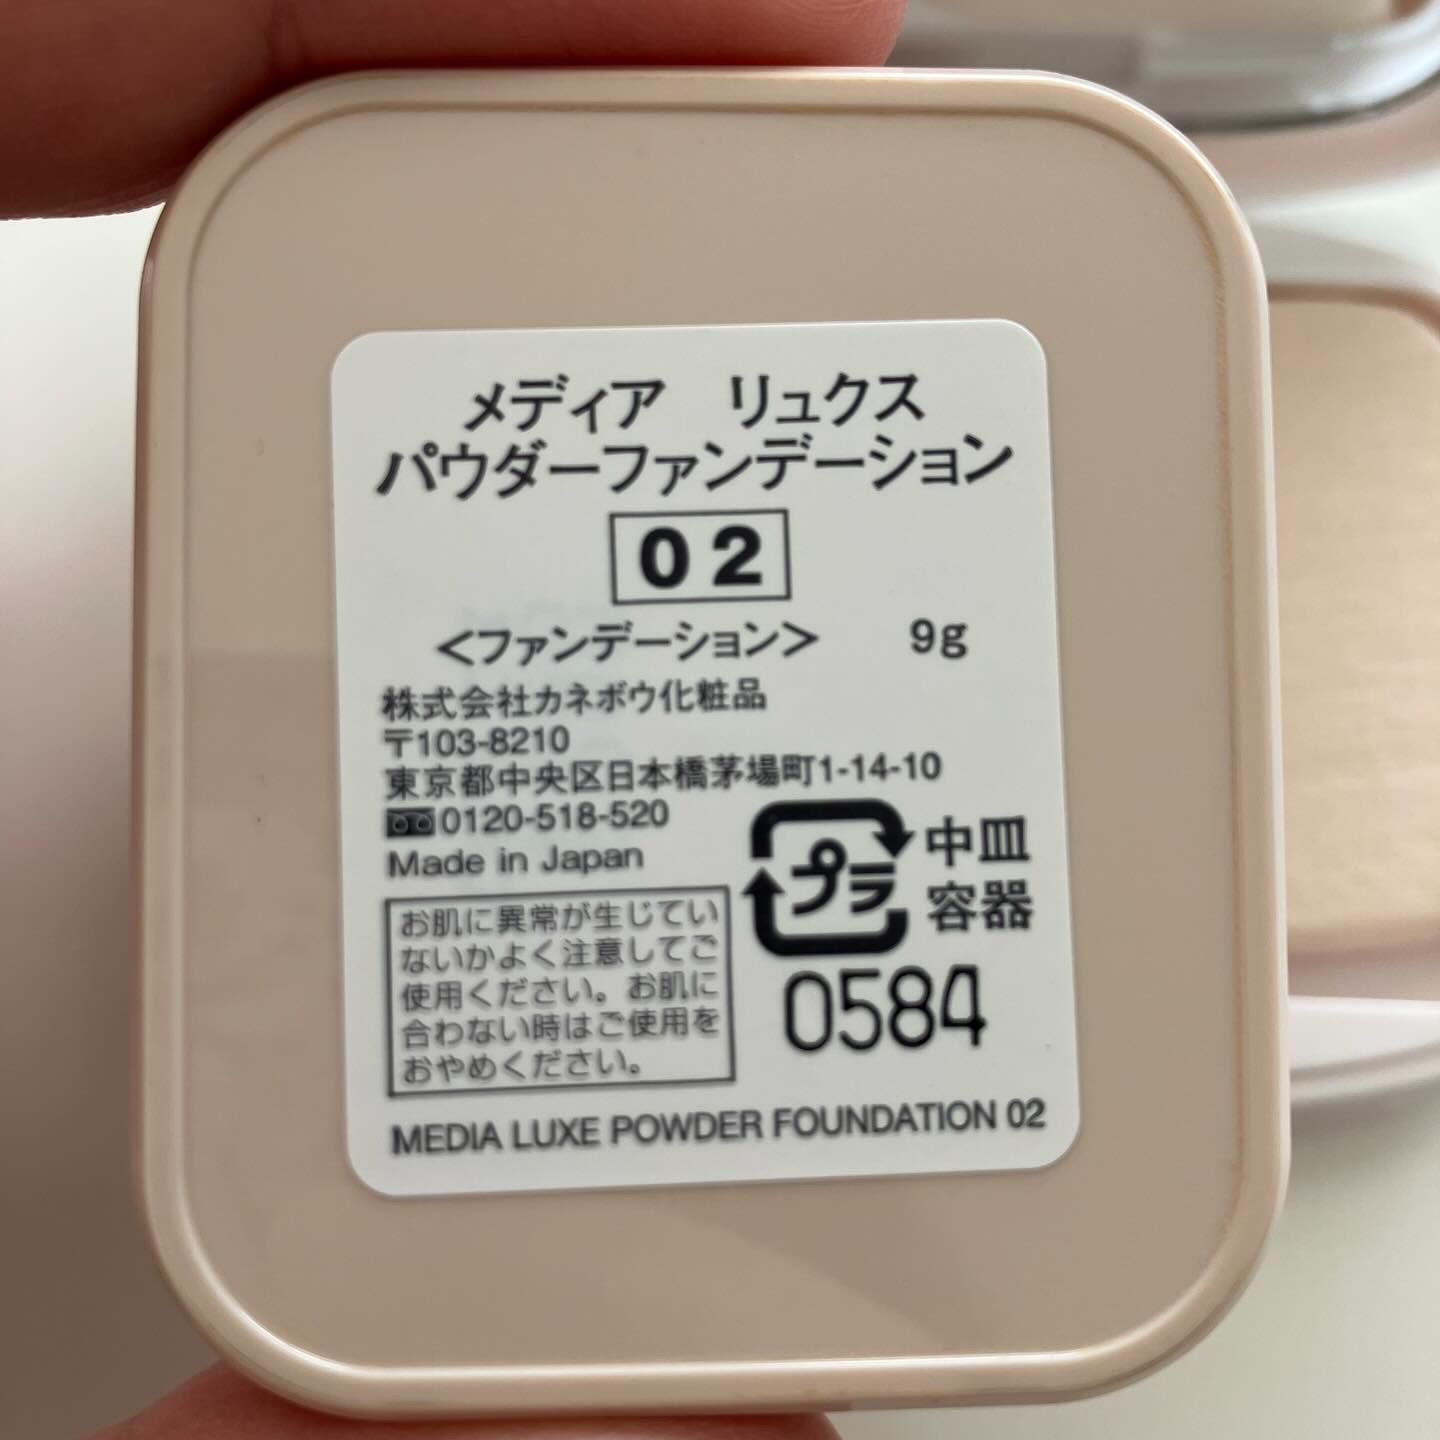 メディア リュクス
パウダーファンデーション
02
<ファンデーション> 9g
株式会社カネボウ化粧品
〒103-8210
東京都中央区日本橋茅場町1-14-10
0120-518-520
Made in Japan
お肌に異常が生じてい
ないかよく注意してご
使用ください。お肌に
合わない時はご使用を
おやめください。
プラ
中皿
容器
0584
MEDIA LUXE POWDER FOUNDATION 02